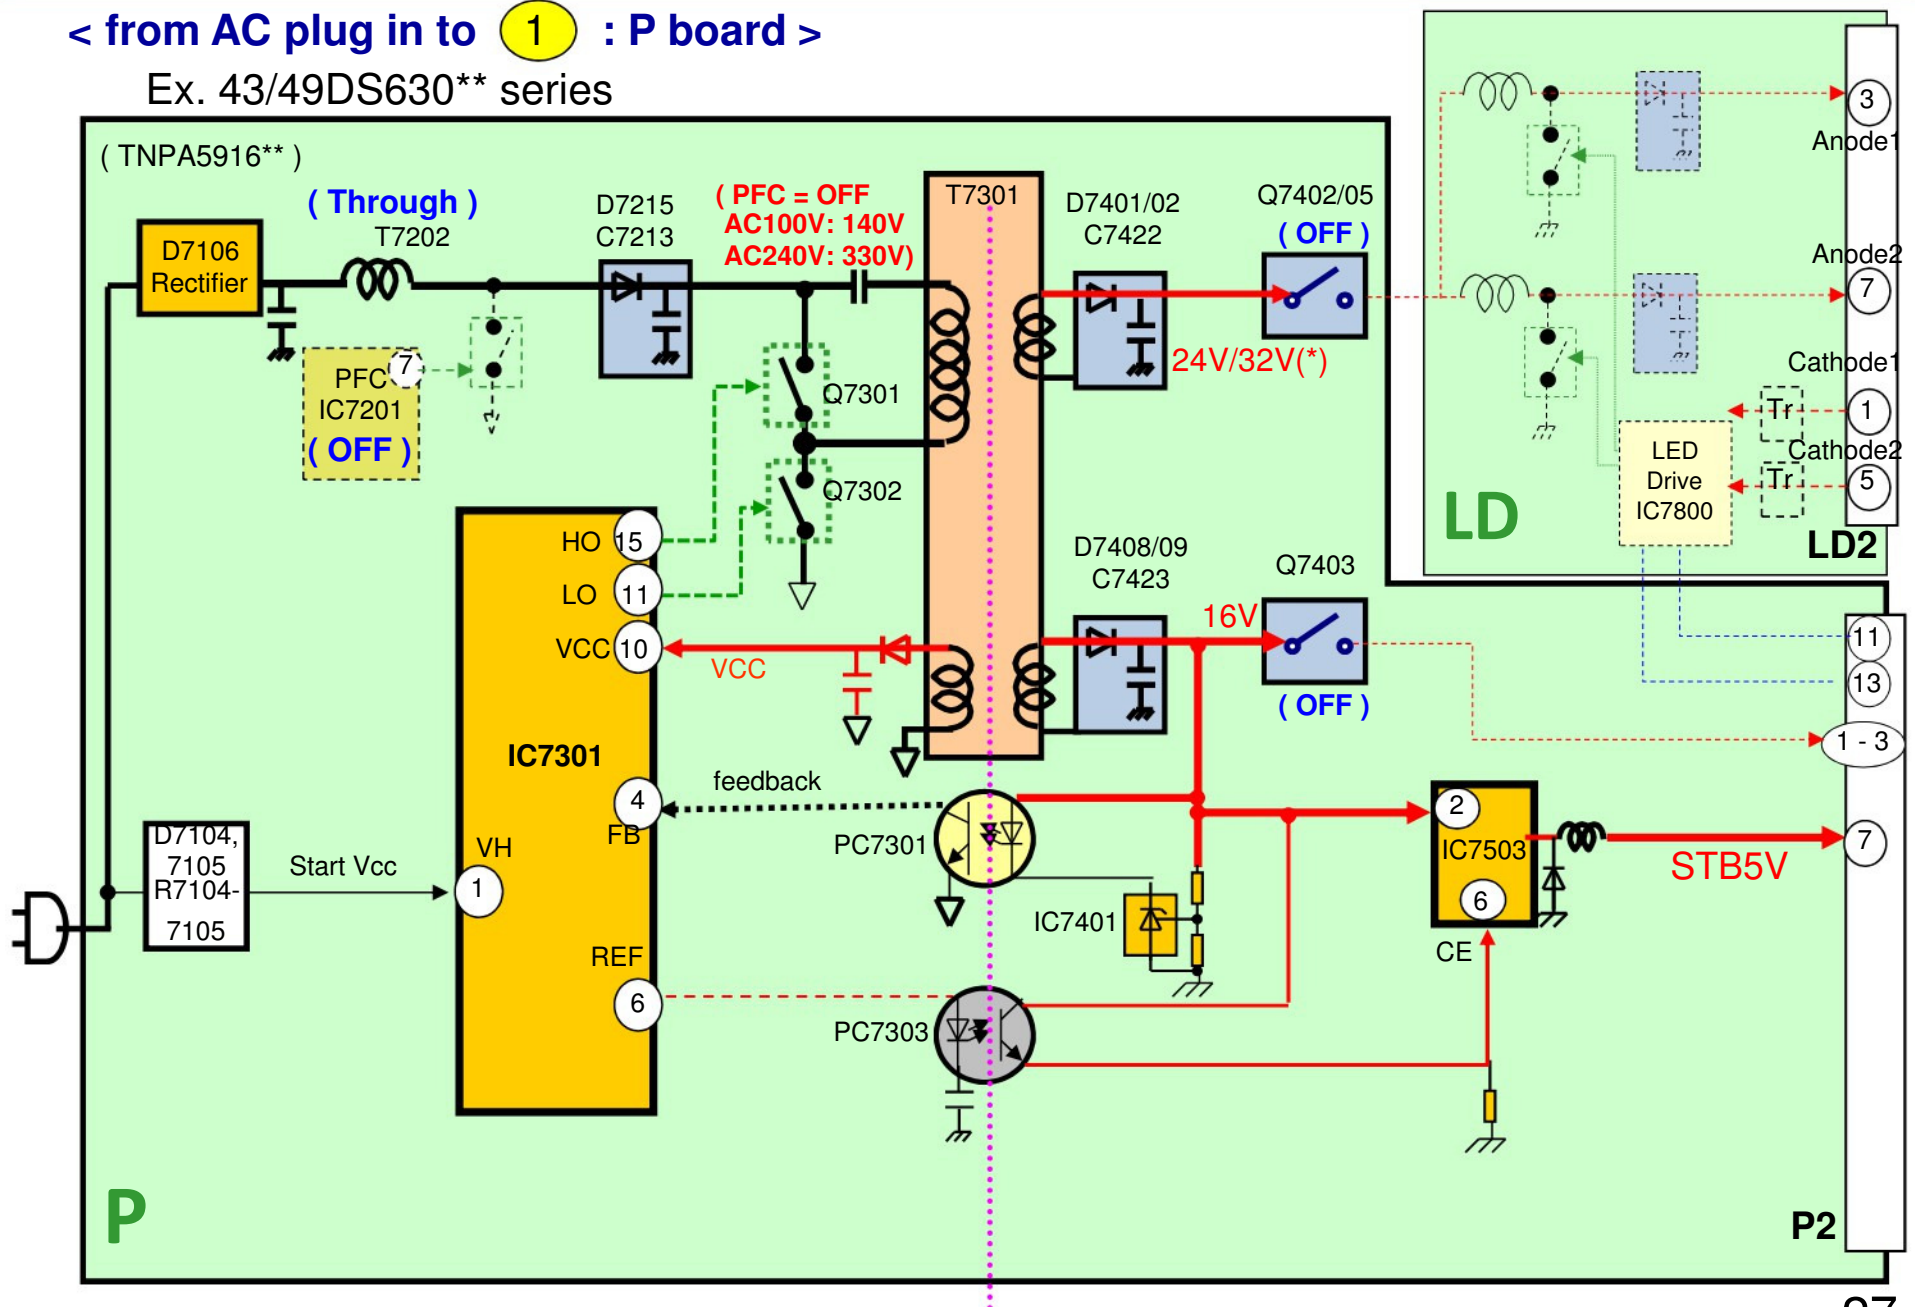 < from AC plug in to 1 : P board >
Ex. 43/49DS630** series
( TNPA5916** )
D7106
Rectifier
( Through )
T7202
D7215
C7213
( PFC = OFF
AC100V: 140V
AC240V: 330V)
T7301
D7401/02
C7422
Q7402/05
( OFF )
24V/32V(*)
PFC
7
IC7201
( OFF )
Q7301
Q7302
HO 15
LO 11
VCC 10
VCC
IC7301
4
FB
feedback
VH
1
REF
6
D7104,
7105
R7104-
7105
Start Vcc
D7408/09
C7423
Q7403
16V
( OFF )
PC7301
IC7401
PC7303
2
IC7503
6
CE
STB5V
3
Anode1
Anode2
7
Cathode1
Tr
1
Cathode2
Tr
5
LED
Drive
IC7800
LD
LD2
11
13
1 - 3
7
P
P2